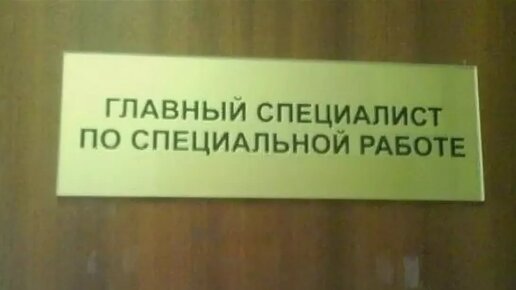 ГЛАВНЫЙ СПЕЦИАЛИСТ
ПО СПЕЦИАЛЬНОЙ РАБОТЕ